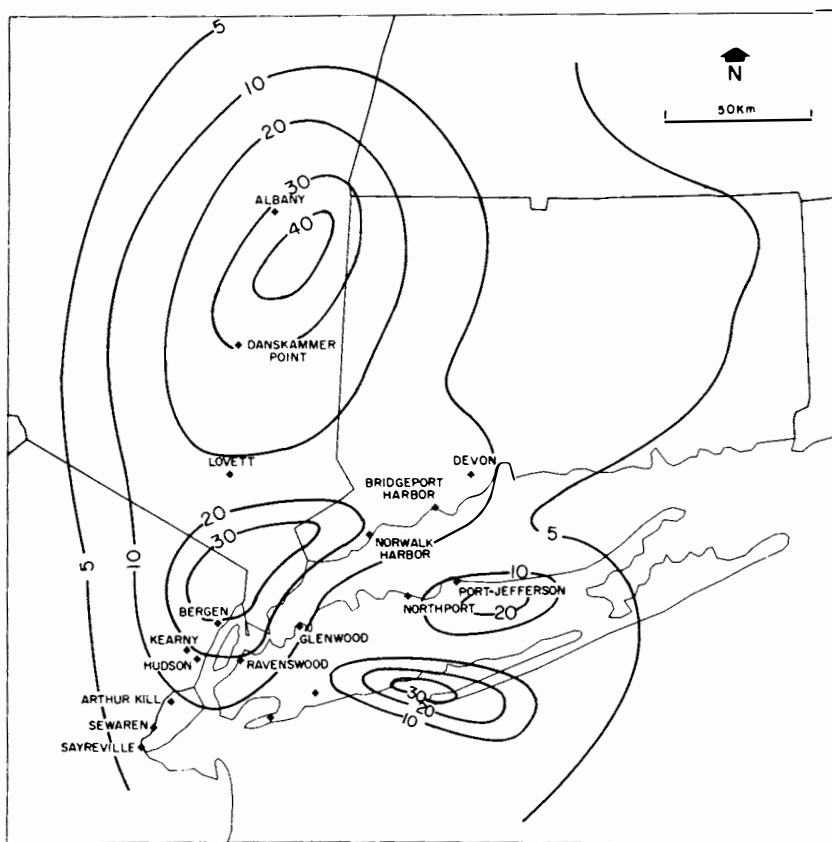 5
10
N
50Km
20
30
ALBANY
40
DANSKAMMER
POINT
LOVETT
DEVON
BRIDGEPORT
HARBOR
20
5
30
NORWALK
HARBOR
5
10
10
PORT-JEFFERSON
NORTHPORT
20
BERGEN
GLENWOOD
KEARNY
HUDSON
RAVENSWOOD
30
ARTHUR KILL
20
10
SEWAREN
SAYREVILLE